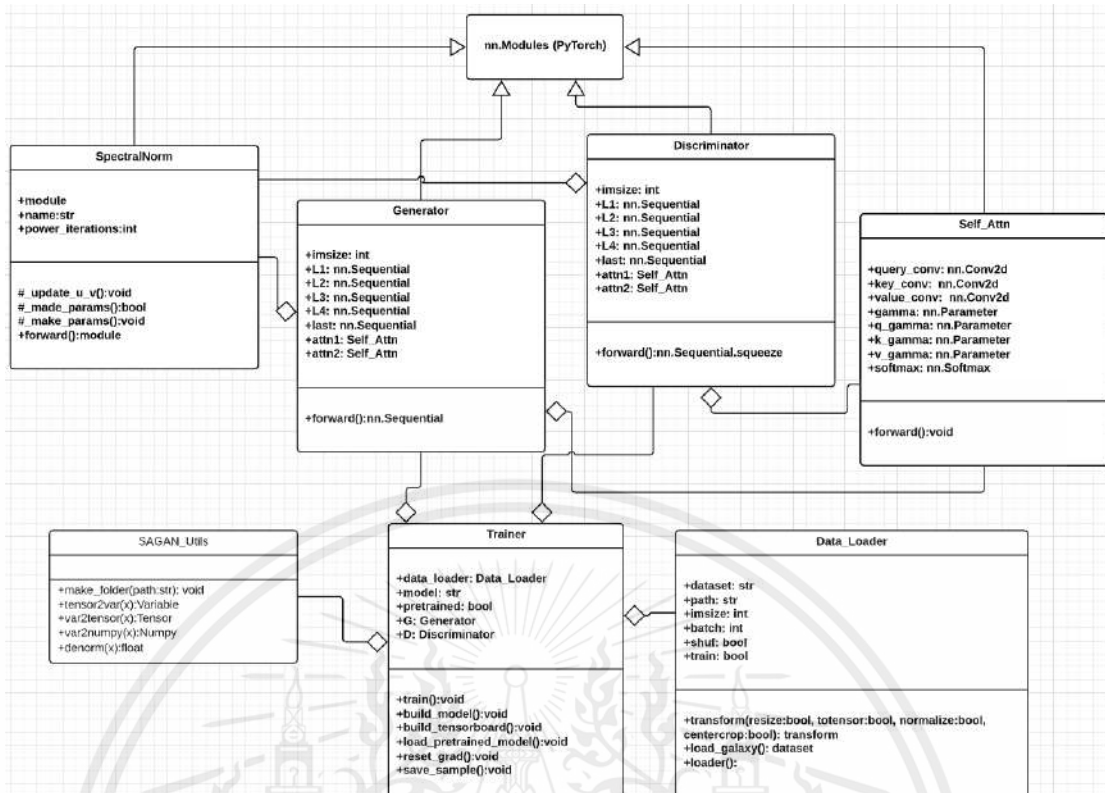 nn.Modules (PyTorch)
SpectralNorm
+module
+name:str
+power_iterations:int
#_update_u_v():void
#_made_params():bool
#_make_params():void
+forward():module
Generator
+imsize: int
+L1: nn.Sequential
+L2: nn.Sequential
+L3: nn.Sequential
+L4: nn.Sequential
+last: nn.Sequential
+attn1: Self_Attn
+attn2: Self_Attn
+forward():nn.Sequential
Discriminator
+imsize: int
+L1: nn.Sequential
+L2: nn.Sequential
+L3: nn.Sequential
+L4: nn.Sequential
+last: nn.Sequential
+attn1: Self_Attn
+attn2: Self_Attn
+forward():nn.Sequential.squeeze
Self_Attn
+query_conv: nn.Conv2d
+key_conv: nn.Conv2d
+value_conv: nn.Conv2d
+gamma: nn.Parameter
+q_gamma: nn.Parameter
+k_gamma: nn.Parameter
+v_gamma: nn.Parameter
+softmax: nn.Softmax
+forward():void
SAGAN_Utils
+make_folder(path:str): void
+tensor2var(x):Variable
+var2tensor(x):Tensor
+var2numpy(x):Numpy
+denorm(x):float
Trainer
+data_loader: Data_Loader
+model: str
+pretrained: bool
+G: Generator
+D: Discriminator
+train():void
+build_model():void
+build_tensorboard():void
+load_pretrained_model():void
+reset_grad():void
+save_sample():void
Data_Loader
+dataset: str
+path: str
+imsize: int
+batch: int
+shuf: bool
+train: bool
+transform(resize:bool, totensor:bool, normalize:bool,
centercrop:bool): transform
+load_galaxy(): dataset
+loader():